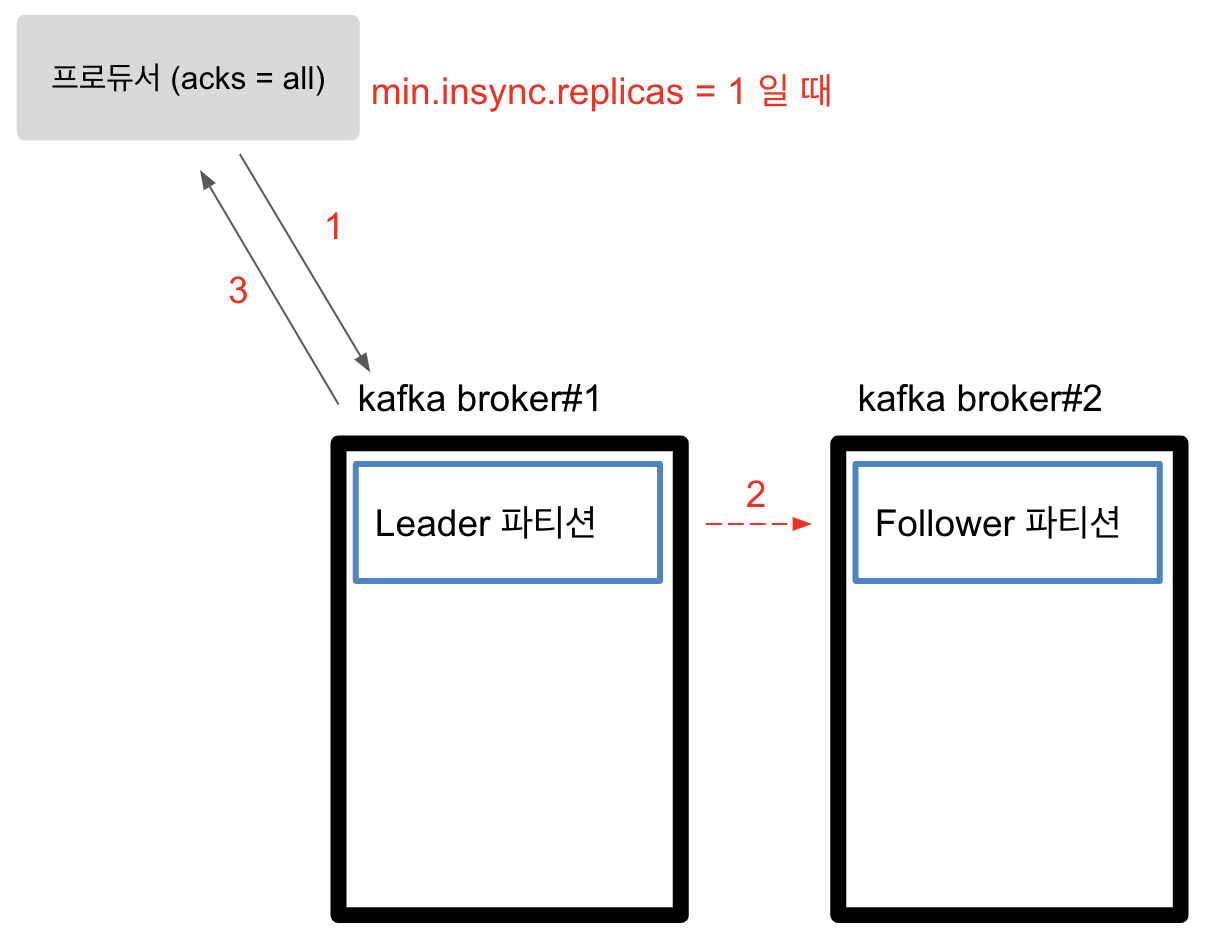 프로듀서 (acks = all)
min.insync.replicas = 1 일 때
1
3
kafka broker#1
kafka broker#2
2
Leader 파티션
Follower 파티션